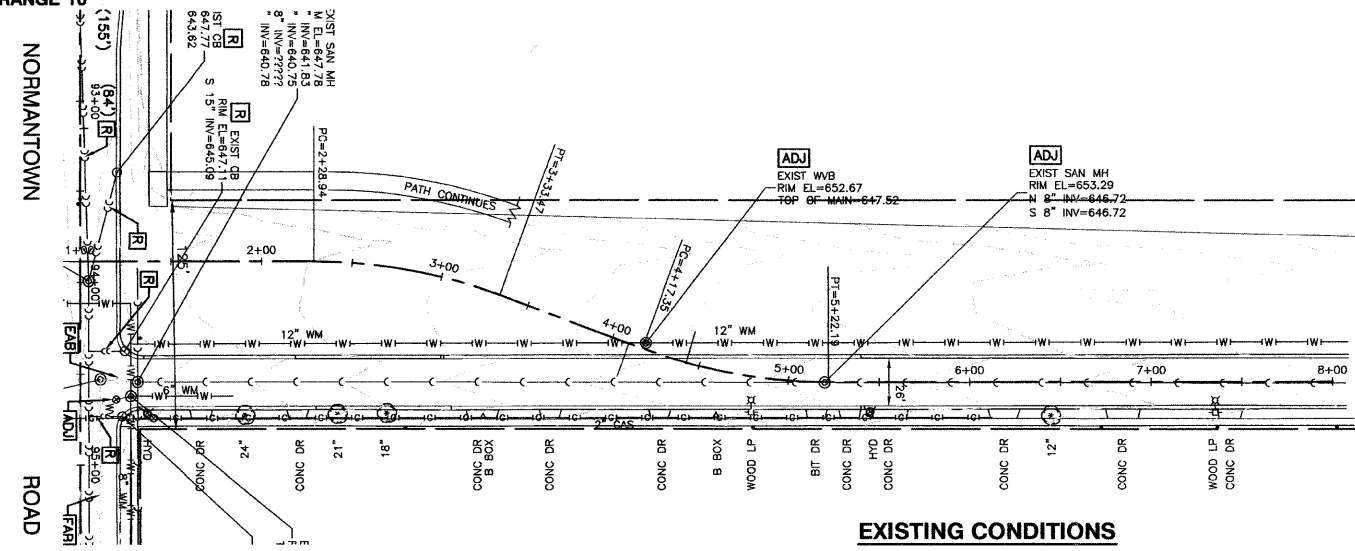 RANGE 10
NORMANTOWN
ROAD
(155')
(84')
93+00
94+00
95+00
R
IST CB
647.77
643.62
R
EXIST CB
RIM EL=647.11
S 15" INV=645.09
EXIST SAN MH
M EL=647.78
" INV=641.83
" INV=640.75
8" INV=?????
" INV=640.78
R
R
R
R
PC=2+28.94
PATH CONTINUES
PT=3+33.47
ADJ
EXIST WVB
RIM EL=652.67
TOP OF MAIN=647.52
ADJ
EXIST SAN MH
RIM EL=653.29
N 8" INV=646.72
S 8" INV=646.72
PC=4+17.35
PT=5+22.19
1+00
2+00
3+00
4+00
5+00
6+00
7+00
8+00
125'
12" WM
12" WM
6" WM
8" WM
26'
2" GAS
EAB
ADJ
FAR
HYD
CONC DR
24"
CONC DR
21"
18"
CONC DR
B BOX
CONC DR
CONC DR
B BOX
WOOD LP
BIT DR
CONC DR
HYD
CONC DR
CONC DR
12"
CONC DR
WOOD LP
CONC DR
EXISTING CONDITIONS